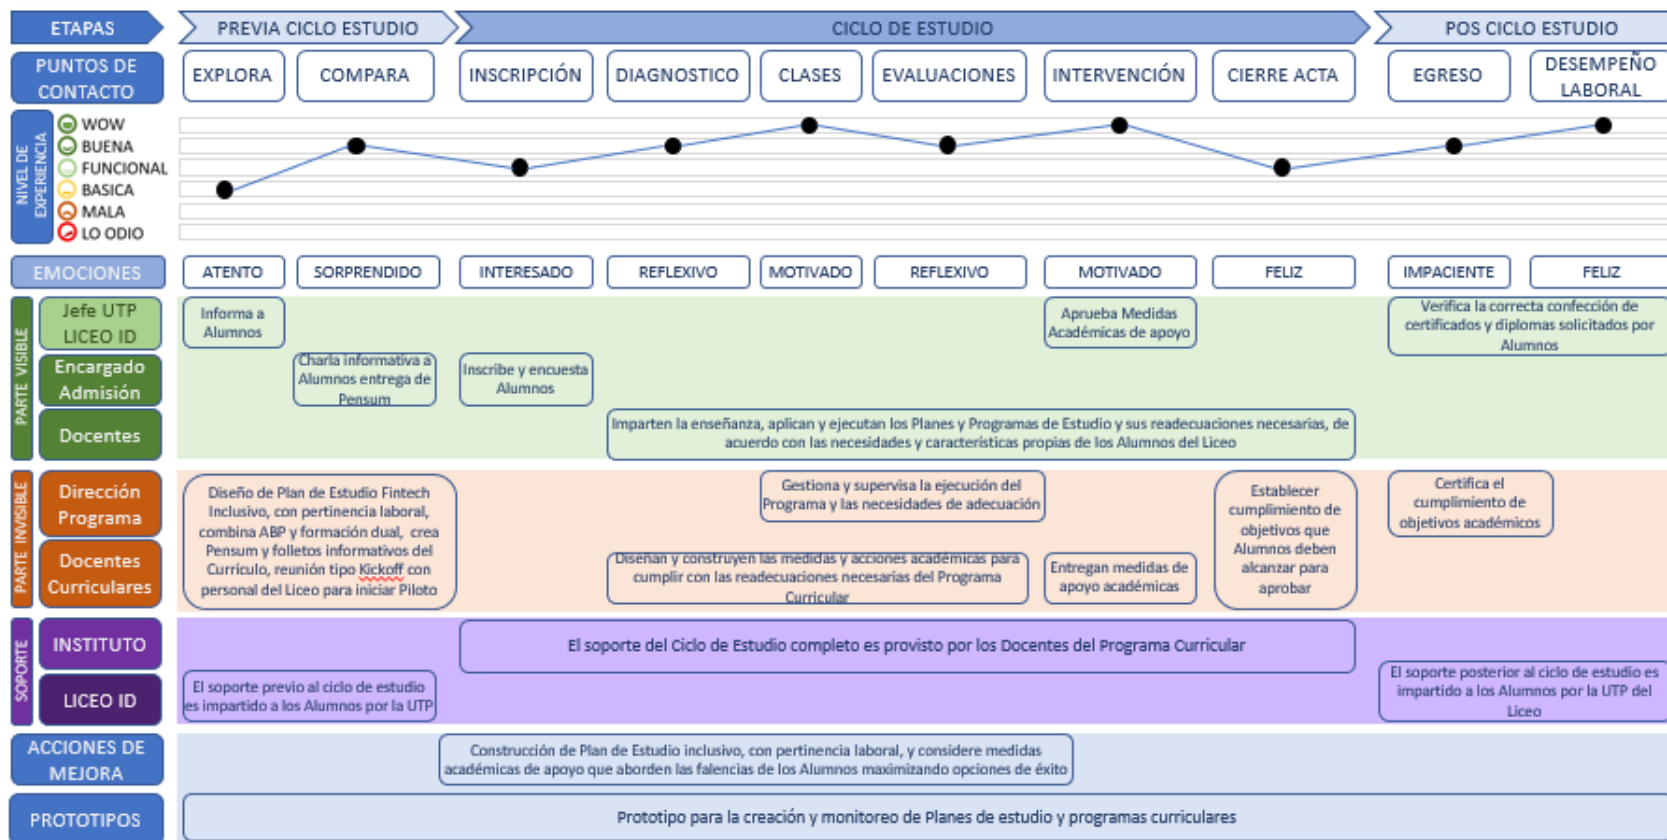 ETAPAS
PREVIA CICLO ESTUDIO
CICLO DE ESTUDIO
POS CICLO ESTUDIO
PUNTOS DE
CONTACTO
EXPLORA
COMPARA
INSCRIPCIÓN
DIAGNOSTICO
CLASES
EVALUACIONES
INTERVENCIÓN
CIERRE ACTA
EGRESO
DESEMPEÑO
LABORAL
NIVEL DE
EXPERIENCIA
WOW
BUENA
FUNCIONAL
BASICA
MALA
LO ODIO
EMOCIONES
ATENTO
SORPRENDIDO
INTERESADO
REFLEXIVO
MOTIVADO
REFLEXIVO
MOTIVADO
FELIZ
IMPACIENTE
FELIZ
PARTE VISIBLE
Jefe UTP
LICEO ID
Informa a
Alumnos
Aprueba Medidas
Académicas de apoyo
Verifica la correcta confección de
certificados y diplomas solicitados por
Alumnos
Encargado
Admisión
Charla informativa a
Alumnos entrega de
Pensum
Inscribe y encuesta
Alumnos
Docentes
Imparten la enseñanza, aplican y ejecutan los Planes y Programas de Estudio y sus readecuaciones necesarias, de
acuerdo con las necesidades y características propias de los Alumnos del Liceo
PARTE INVISIBLE
Dirección
Programa
Diseño de Plan de Estudio Fintech
Inclusivo, con pertinencia laboral,
combina ABP y formación dual, crea
Pensum y folletos informativos del
Currículo, reunión tipo Kickoff con
personal del Liceo para iniciar Piloto
Gestiona y supervisa la ejecución del
Programa y las necesidades de adecuación
Establecer
cumplimiento de
objetivos que
Alumnos deben
alcanzar para
aprobar
Certifica el
cumplimiento de
objetivos académicos
Docentes
Curriculares
Diseñan y construyen las medidas y acciones académicas para
cumplir con las readecuaciones necesarias del Programa
Curricular
Entregan medidas de
apoyo académicas
SOPORTE
INSTITUTO
El soporte del Ciclo de Estudio completo es provisto por los Docentes del Programa Curricular
LICEO ID
El soporte previo al ciclo de estudio
es impartido a los Alumnos por la UTP
El soporte posterior al ciclo de estudio es
impartido a los Alumnos por la UTP del
Liceo
ACCIONES DE
MEJORA
Construcción de Plan de Estudio inclusivo, con pertinencia laboral, y considere medidas
académicas de apoyo que aborden las falencias de los Alumnos maximizando opciones de éxito
PROTOTIPOS
Prototipo para la creación y monitoreo de Planes de estudio y programas curriculares